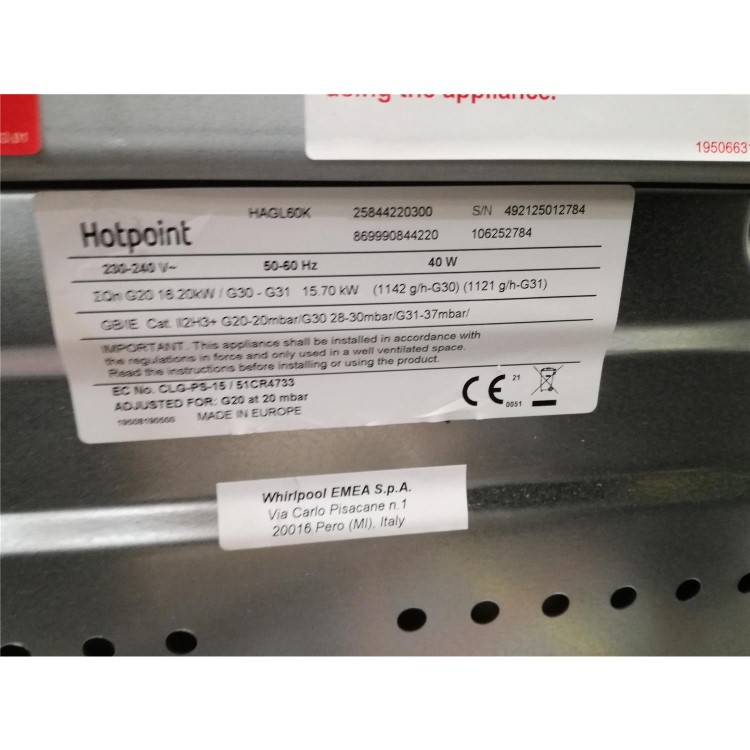 using the appliance.
1950663
Hotpoint
HAGL60K 25844220300 S/N 492125012784
869990844220 106252784
230-240 V~ 50-60 Hz 40 W
ΣQn G20 16.20kW / G30 - G31 15.70 kW (1142 g/h-G30) (1121 g/h-G31)
GB/IE Cat. II2H3+ G20-20mbar/G30 28-30mbar/G31-37mbar/
IMPORTANT. This appliance shall be installed in accordance with
the regulations in force and only used in a well ventilated space.
Read the instructions before installing or using the product.
EC No. CLG-PS-15 / 51CR4733
ADJUSTED FOR: G20 at 20 mbar
19508190500 MADE IN EUROPE
CE 21
0051
Whirlpool EMEA S.p.A.
Via Carlo Pisacane n.1
20016 Pero (MI), Italy